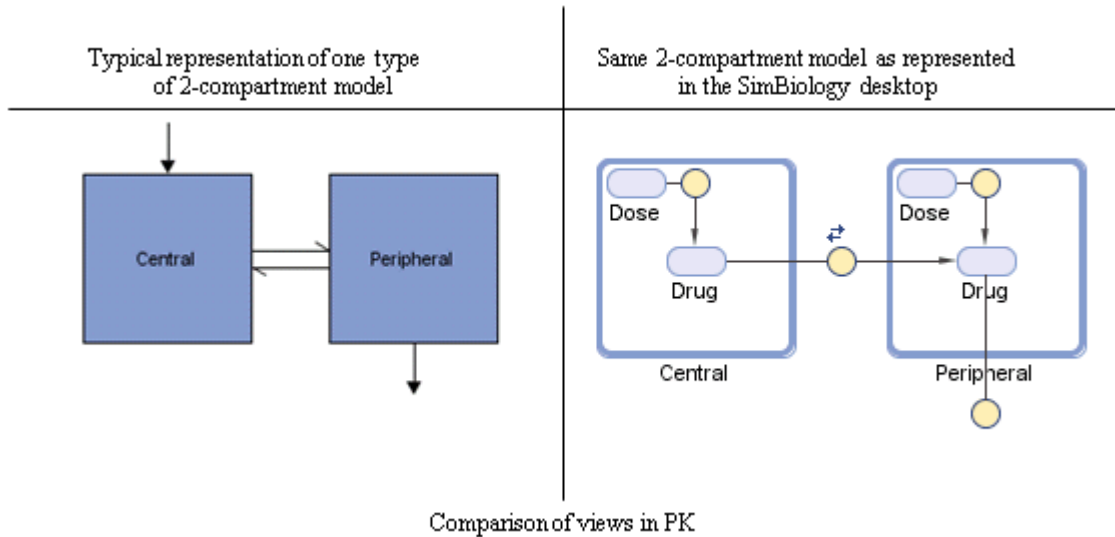 Typical representation of one type
of 2-compartment model
Same 2-compartment model as represented
in the SimBiology desktop
Central
Peripheral
Dose
Drug
Central
Dose
Drug
Peripheral
Comparison of views in PK